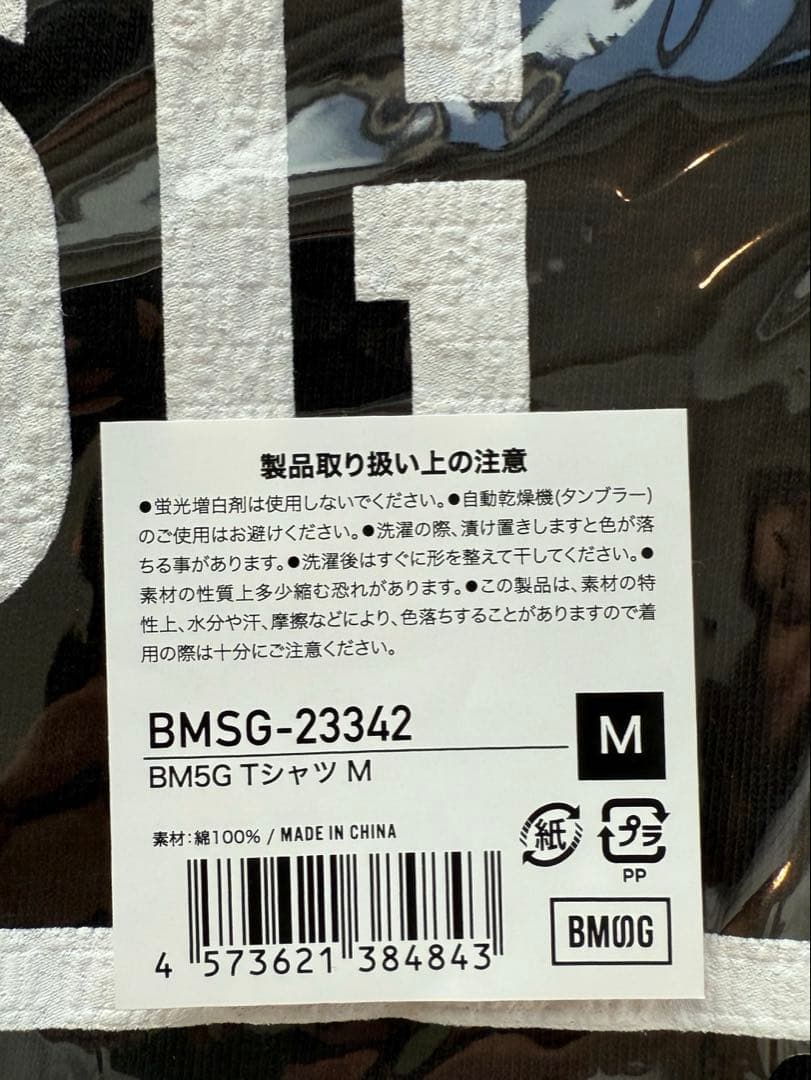 製品取り扱い上の注意
●蛍光増白剤は使用しないでください。●自動乾燥機(タンブラー)
のご使用はお避けください。●洗濯の際、漬け置きしますと色が落
ちる事があります。●洗濯後はすぐに形を整えて干してください。●
素材の性質上多少縮む恐れがあります。●この製品は、素材の特
性上、水分や汗、摩擦などにより、色落ちすることがありますので着
用の際は十分にご注意ください。
BMSG-23342
M
BM5G Tシャツ M
素材:綿100% / MADE IN CHINA
紙
プラ
PP
4 573621 384843
BMSG